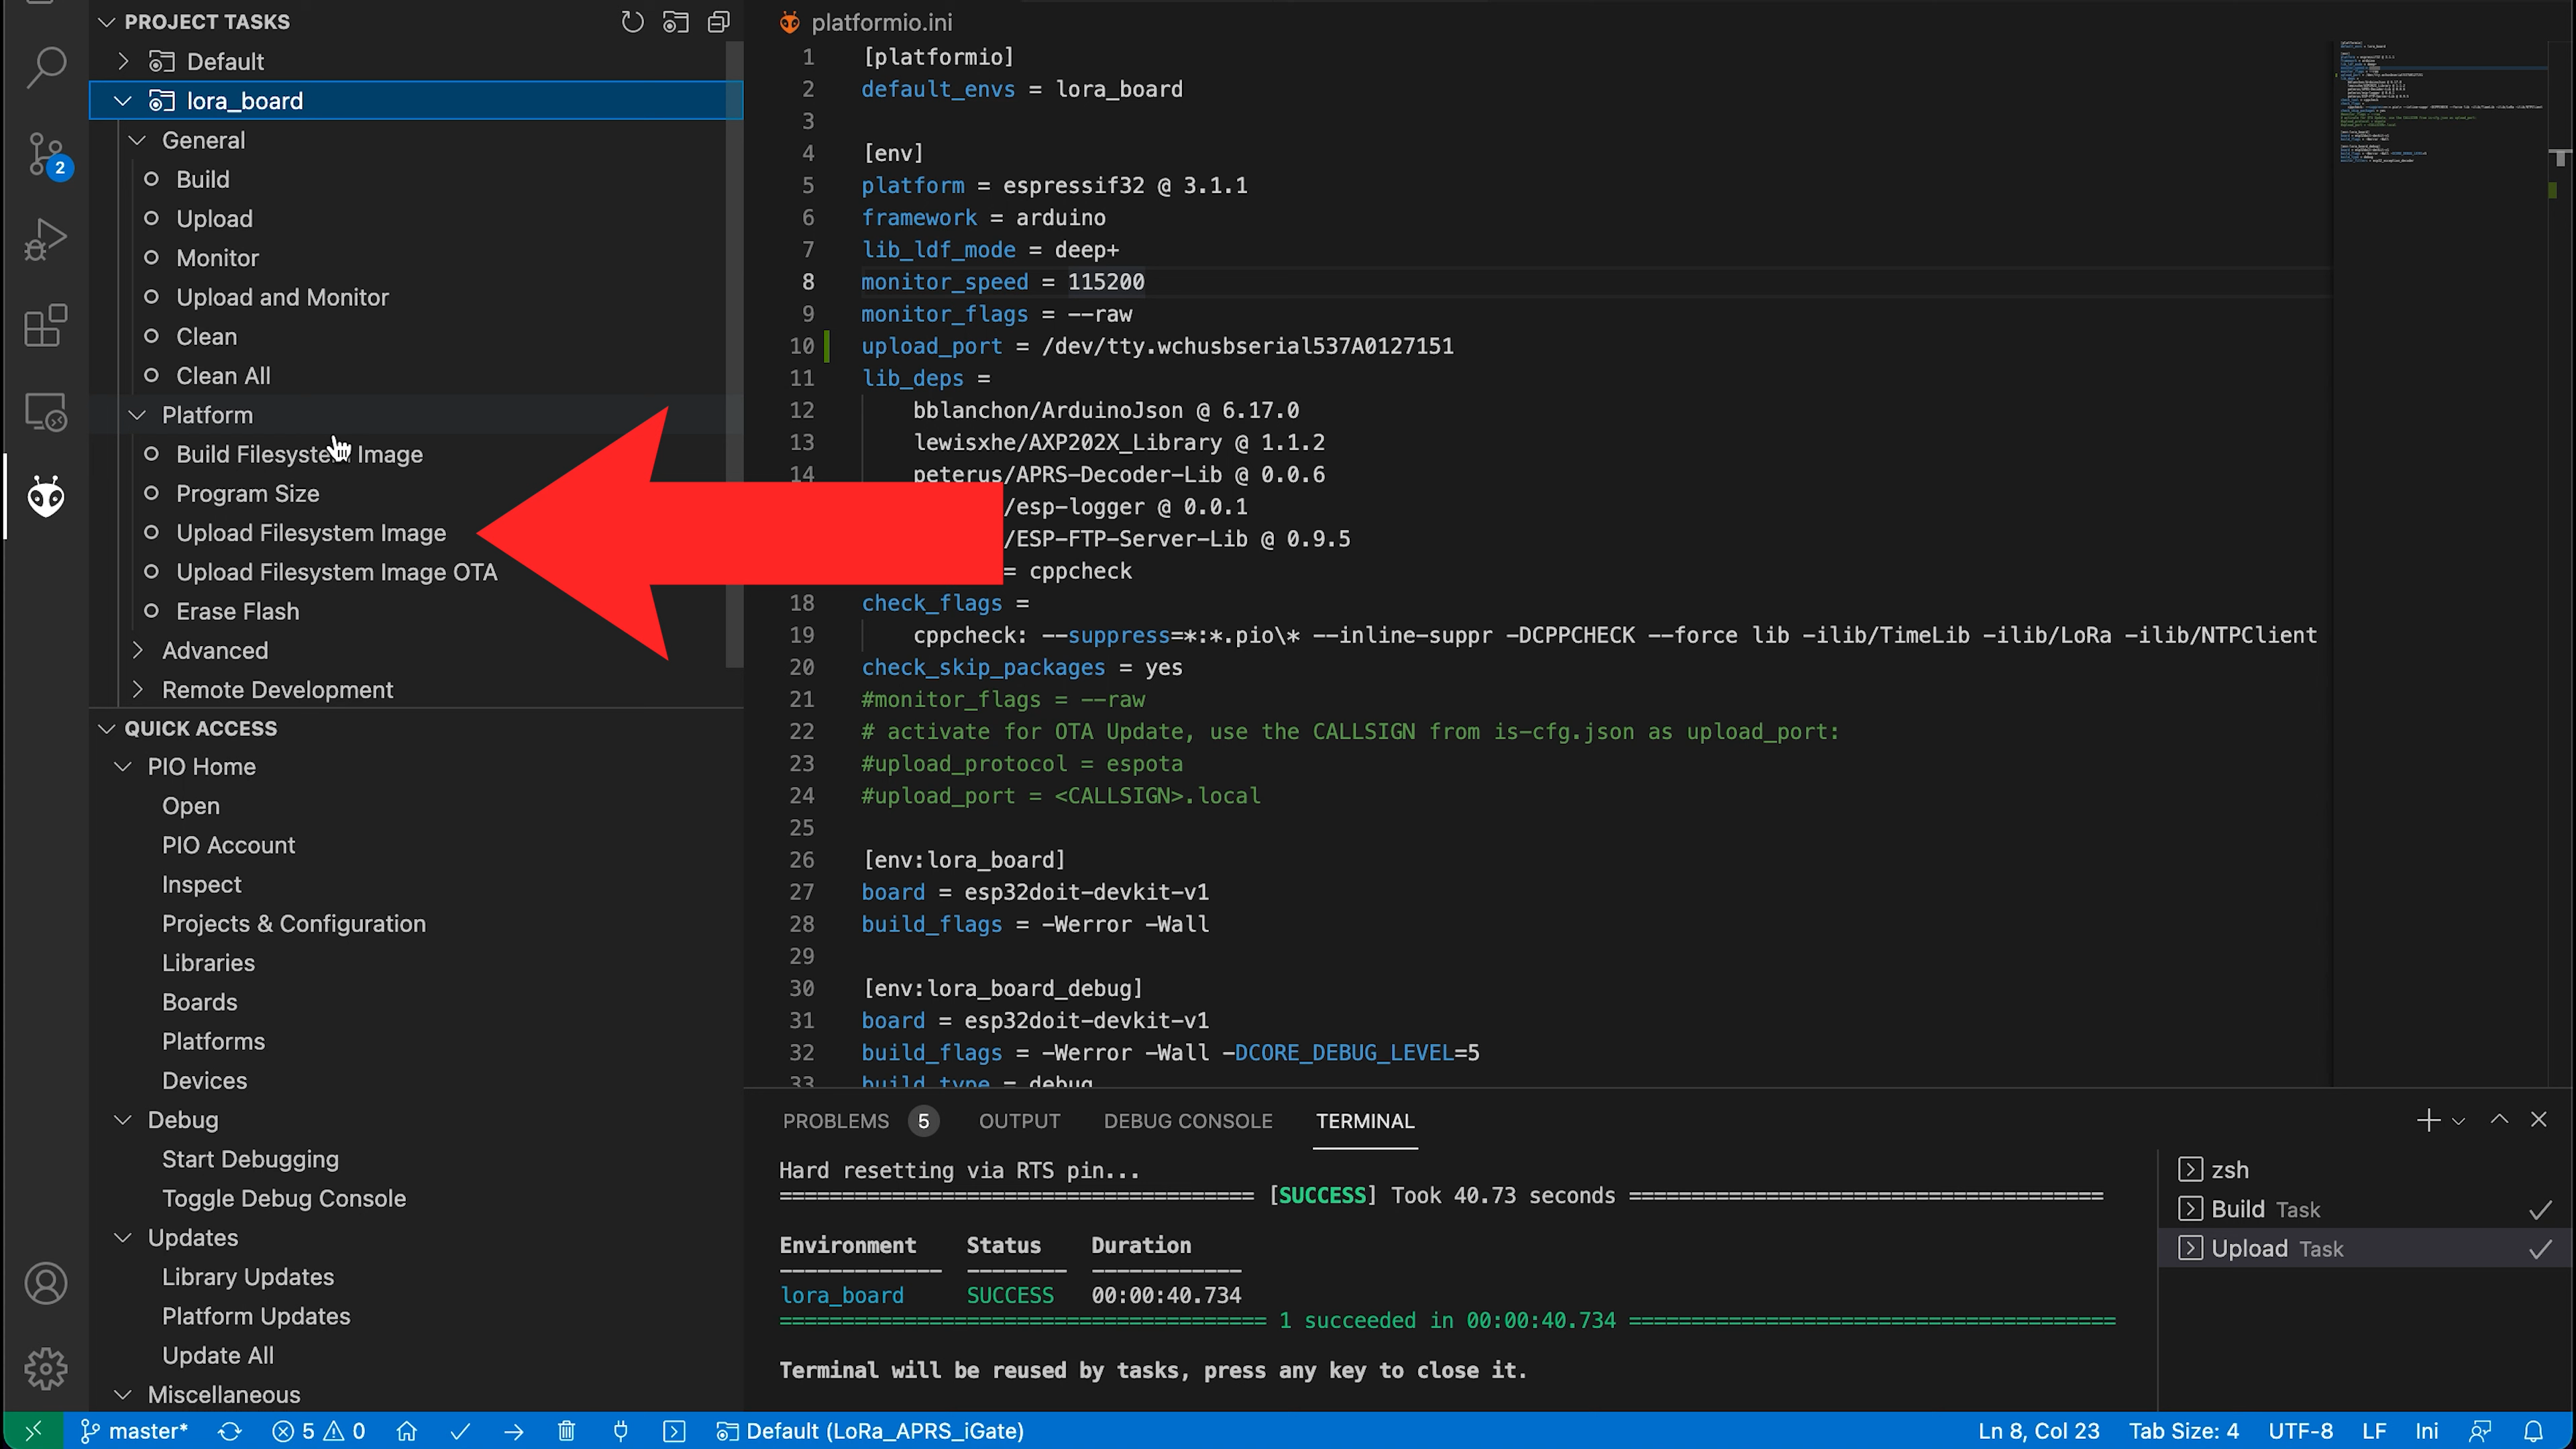 PROJECT TASKS
Default
lora_board
General
Build
Upload
Monitor
Upload and Monitor
Clean
Clean All
Platform
Build Filesystem Image
Program Size
Upload Filesystem Image
Upload Filesystem Image OTA
Erase Flash
Advanced
Remote Development
QUICK ACCESS
PIO Home
Open
PIO Account
Inspect
Projects & Configuration
Libraries
Boards
Platforms
Devices
Debug
Start Debugging
Toggle Debug Console
Updates
Library Updates
Platform Updates
Update All
Miscellaneous
2
platformio.ini
1 [platformio]
2 default_envs = lora_board
3
4 [env]
5 platform = espressif32 @ 3.1.1
6 framework = arduino
7 lib_ldf_mode = deep+
8 monitor_speed = 115200
9 monitor_flags = --raw
10 upload_port = /dev/tty.wchusbserial537A0127151
11 lib_deps =
12 bblanchon/ArduinoJson @ 6.17.0
13 lewisxhe/AXP202X_Library @ 1.1.2
14 peterus/APRS-Decoder-Lib @ 0.0.6
/esp-logger @ 0.0.1
/ESP-FTP-Server-Lib @ 0.9.5
= cppcheck
18 check_flags =
19 cppcheck: --suppress=*:*.pio\* --inline-suppr -DCPPCHECK --force lib -ilib/TimeLib -ilib/LoRa -ilib/NTPClient
20 check_skip_packages = yes
21 #monitor_flags = --raw
22 # activate for OTA Update, use the CALLSIGN from is-cfg.json as upload_port:
23 #upload_protocol = espota
24 #upload_port = <CALLSIGN>.local
25
26 [env:lora_board]
27 board = esp32doit-devkit-v1
28 build_flags = -Werror -Wall
29
30 [env:lora_board_debug]
31 board = esp32doit-devkit-v1
32 build_flags = -Werror -Wall -DCORE_DEBUG_LEVEL=5
33 build_type = debug
PROBLEMS 5 OUTPUT DEBUG CONSOLE TERMINAL
Hard resetting via RTS pin...
====================================== [SUCCESS] Took 40.73 seconds ======================================
Environment Status Duration
------------- -------- ------------
lora_board SUCCESS 00:00:40.734
======================================= 1 succeeded in 00:00:40.734 =======================================
Terminal will be reused by tasks, press any key to close it.
zsh
Build Task
Upload Task
master* 5 0 Default (LoRa_APRS_iGate) Ln 8, Col 23 Tab Size: 4 UTF-8 LF Ini